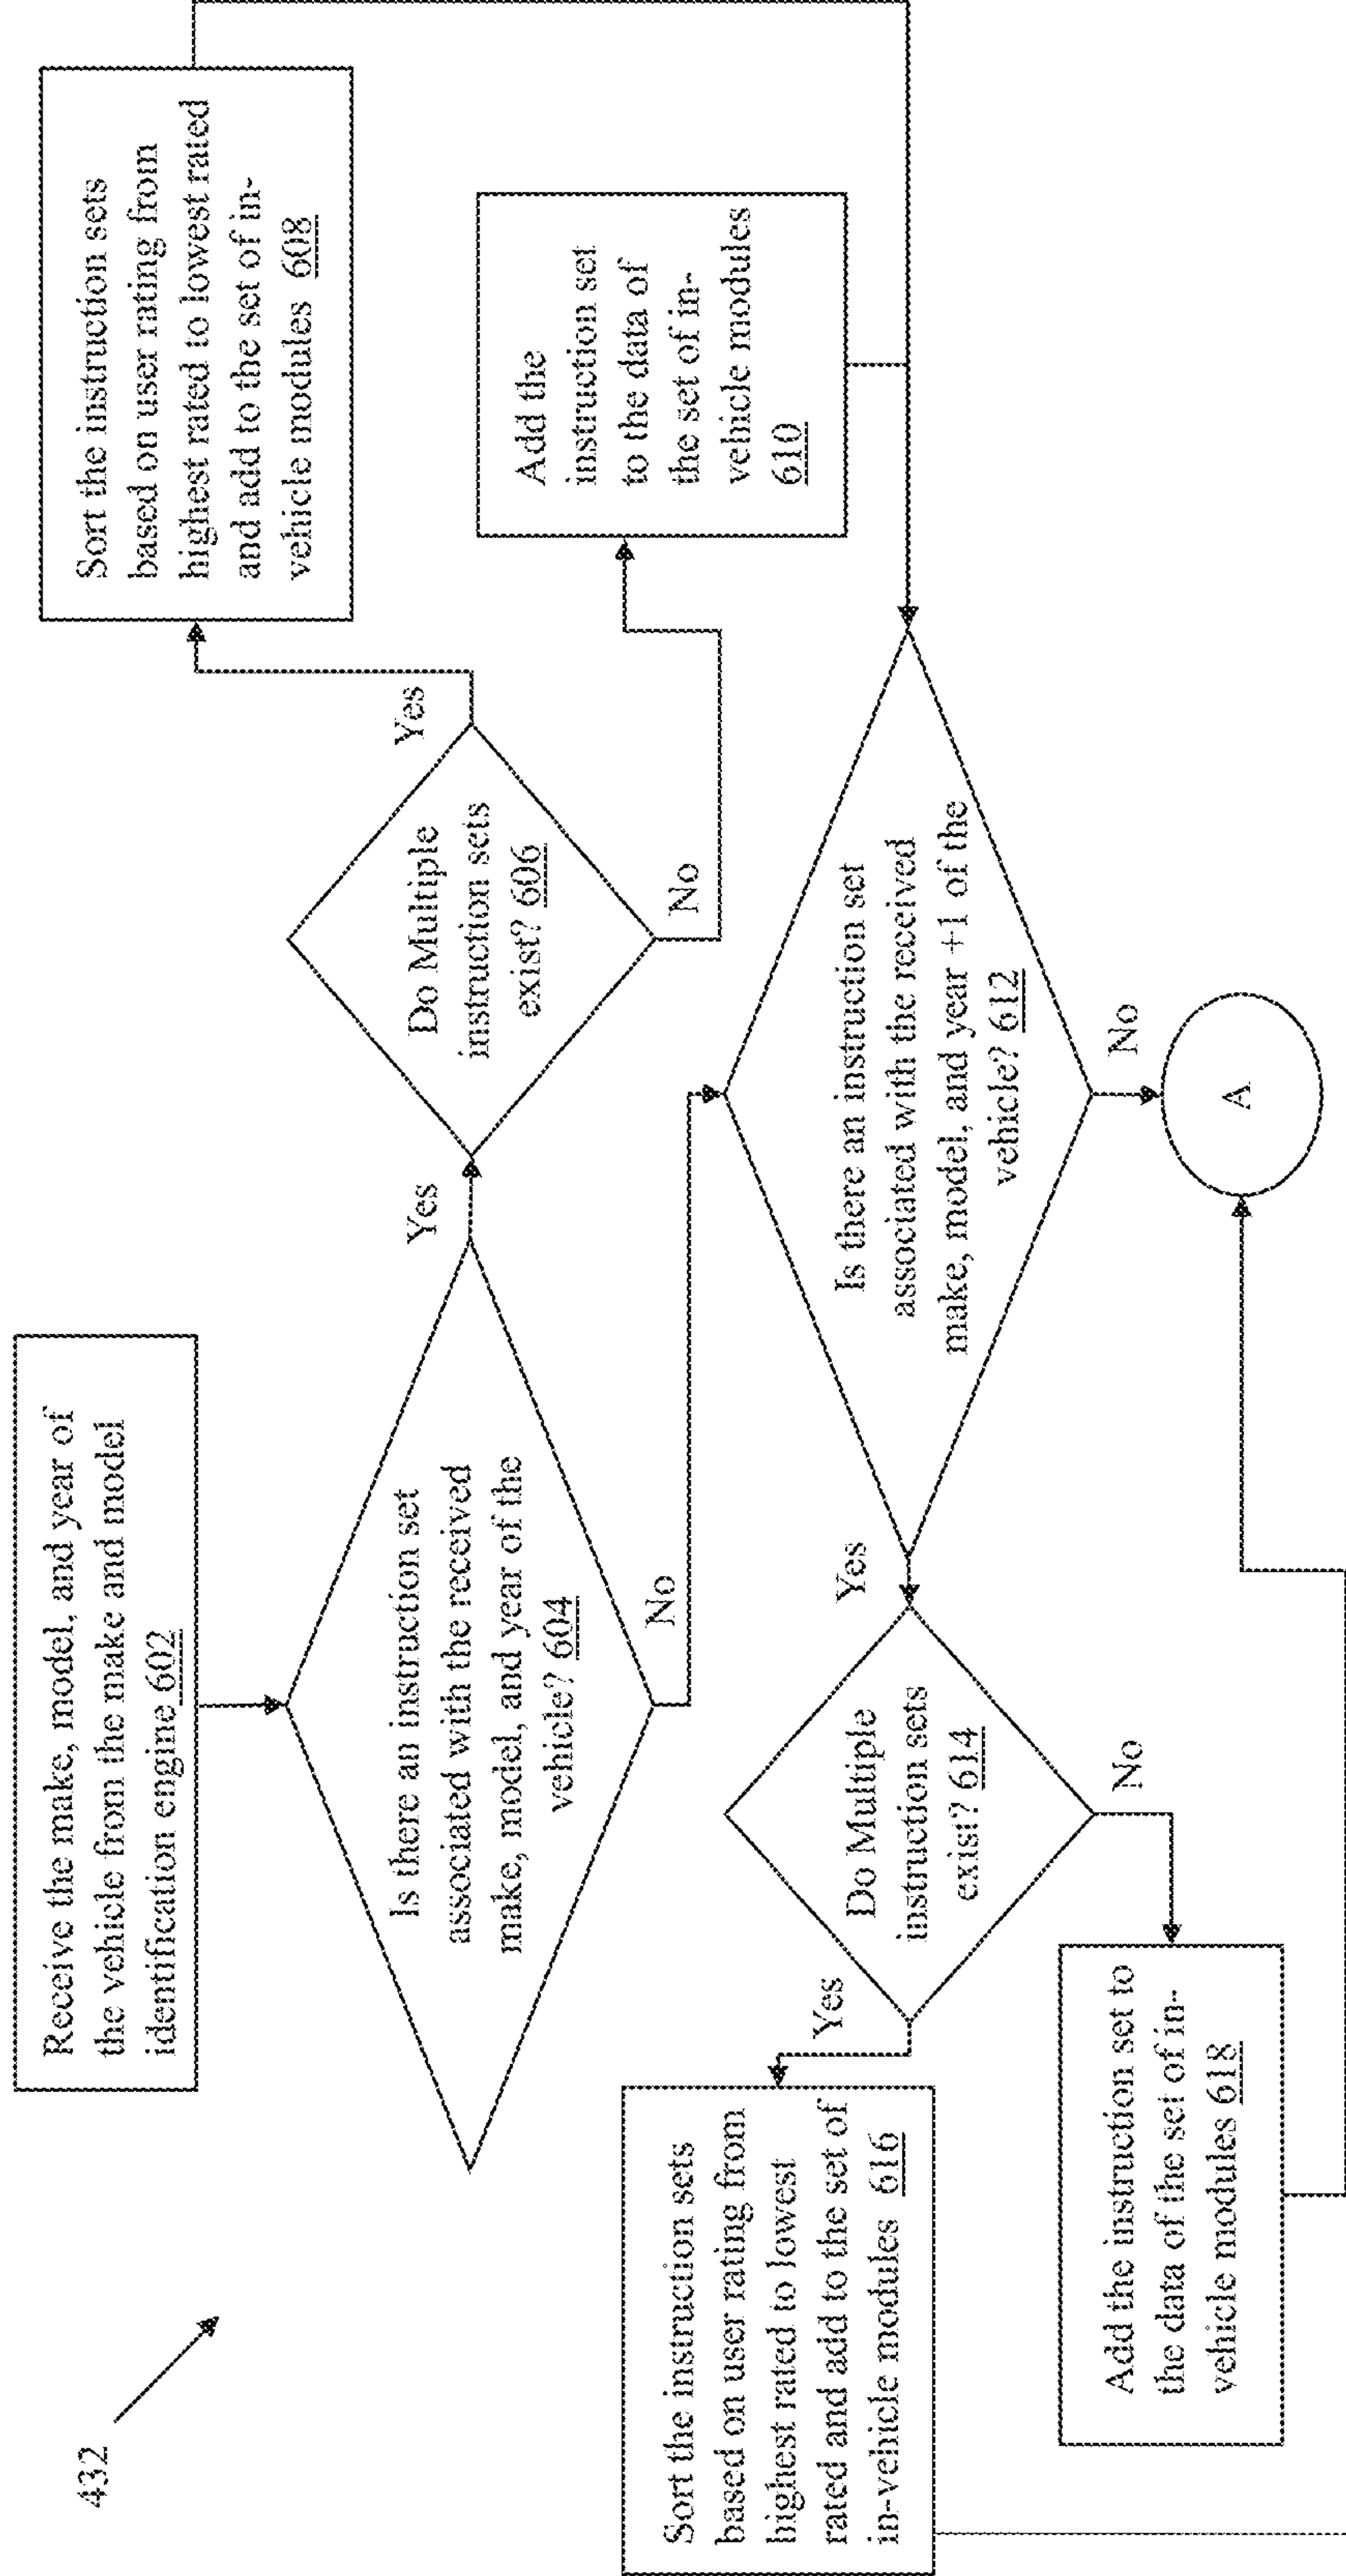 432
Receive the make, model, and year of
the vehicle from the make and model
identification engine 602
Is there an instruction set
associated with the received
make, model, and year of the
vehicle? 604
Yes
No
Do Multiple
instruction sets
exist? 606
Yes
No
Sort the instruction sets
based on user rating from
highest rated to lowest rated
and add to the set of in-
vehicle modules 608
Add the
instruction set
to the data of
the set of in-
vehicle modules
610
Is there an instruction set
associated with the received
make, model, and year +1 of the
vehicle? 612
Yes
No
Do Multiple
instruction sets
exist? 614
Yes
No
Sort the instruction sets
based on user rating from
highest rated to lowest
rated and add to the set of
in-vehicle modules 616
Add the instruction set to
the data of the set of in-
vehicle modules 618
A